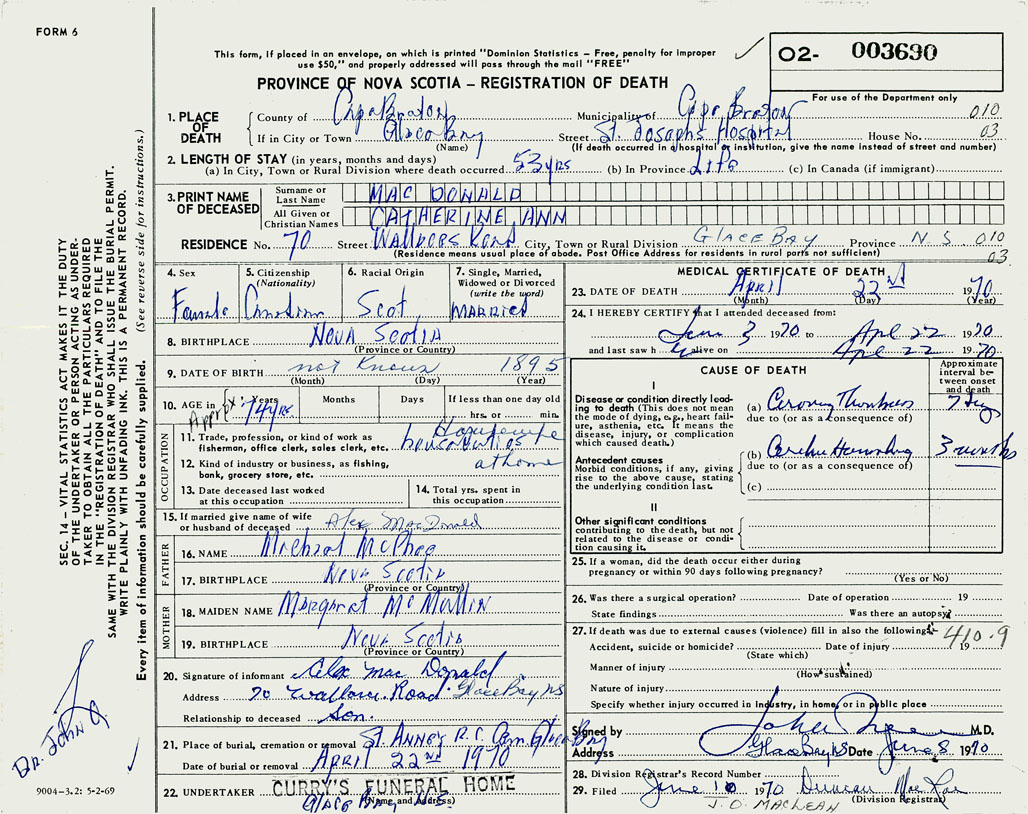 FORM 6
This form, if placed in an envelope, on which is printed "Dominion Statistics – Free, penalty for improper
use $50," and properly addressed will pass through the mail "FREE"
O2- 003690
PROVINCE OF NOVA SCOTIA – REGISTRATION OF DEATH
For use of the Department only
1. PLACE OF DEATH
County of Cape Breton Municipality of Cape Breton 010
If in City or Town Glace Bay Street St. Josephs Hospital House No. 03
(Name) (If death occurred in a hospital or institution, give the name instead of street and number)
2. LENGTH OF STAY (in years, months and days)
(a) In City, Town or Rural Division where death occurred 53 yrs (b) In Province Life (c) In Canada (if immigrant)
3. PRINT NAME OF DECEASED
Surname or Last Name MAC DONALD
All Given or Christian Names CATHERINE ANN
RESIDENCE No. 70 Street City, Town or Rural Division GLACE BAY Province N.S. 010
(Residence means usual place of abode. Post Office Address for residents in rural parts not sufficient) 03.
4. Sex Female
5. Citizenship (Nationality) Canadian
6. Racial Origin Scot
7. Single, Married, Widowed or Divorced (write the word) MARRIED
8. BIRTHPLACE NOVA SCOTIA
(Province or Country)
9. DATE OF BIRTH not Known 1895
(Month) (Day) (Year)
10. AGE in Years Months Days If less than one day
Apprpx. 74 yrs hrs. or min.
OCCUPATION
11. Trade, profession, or kind of work as Housewife
fisherman, office clerk, sales clerk, etc.
12. Kind of industry or business, as fishing, at home
bank, grocery store, etc.
13. Date deceased last worked
at this occupation
14. Total yrs. spent in
this occupation
15. If married give name of wife
or husband of deceased Alex MacDonald
FATHER
16. NAME Michael McPhee
17. BIRTHPLACE Nova Scotia
(Province or Country)
MOTHER
18. MAIDEN NAME Margaret McMullin
19. BIRTHPLACE Nova Scotia
(Province or Country)
20. Signature of informant Alex MacDonald
Address 70 Wallace Road Glace Bay NS
Relationship to deceased Son.
21. Place of burial, cremation or removal St. Annes R.C. Cem Glace Bay
Date of burial or removal APRIL 22nd 1970
22. UNDERTAKER CURRY'S FUNERAL HOME
(Name and Address) Glace Bay N.S.
MEDICAL CERTIFICATE OF DEATH
23. DATE OF DEATH April 22nd 1970
(Month) (Day) (Year)
24. I HEREBY CERTIFY that I attended deceased from:
3 1970 to Apl 22 1970
and last saw h alive on Apl 22 1970
CAUSE OF DEATH
Approximate interval between onset and death
I
Disease or condition directly leading to death (This does not mean the mode of dying, e.g., heart failure, asthenia, etc. It means the disease, injury, or complication which caused death.)
(a) 7 days
due to (or as a consequence of)
Antecedent causes
Morbid conditions, if any, giving rise to the above cause, stating the underlying condition last.
(b) 3 months
due to (or as a consequence of)
(c)
II
Other significant conditions
contributing to the death, but not related to the disease or condition causing it.
25. If a woman, did the death occur either during
pregnancy or within 90 days following pregnancy?
(Yes or No)
26. Was there a surgical operation? Date of operation 19
State findings Was there an autopsy?
27. If death was due to external causes (violence) fill in also the following:- 410.9
Accident, suicide or homicide? Date of injury 19
(State which)
Manner of injury
(How sustained)
Nature of injury
Specify whether injury occurred in industry, in home, or in public place
Signed by M.D.
Address Glace Bay NS Date June 8 1970
28. Division Registrar's Record Number
29. Filed June 10 1970 Duncan MacRae
(Division Registrar)
J. O. MACLEAN
SEC. 14 – VITAL STATISTICS ACT MAKES IT THE DUTY
OF THE UNDERTAKER OR PERSON ACTING AS UNDERTAKER TO OBTAIN ALL THE PARTICULARS REQUIRED
IN THE "REGISTRATION OF DEATH" AND TO FILE THE
SAME WITH THE DIVISION REGISTRAR WHO SHALL ISSUE THE BURIAL PERMIT.
WRITE PLAINLY WITH UNFADING INK. THIS IS A PERMANENT RECORD.
Every item of information should be carefully supplied. (See reverse side for instructions.)
DR. JOHN
9004–3.2: 5-2-69